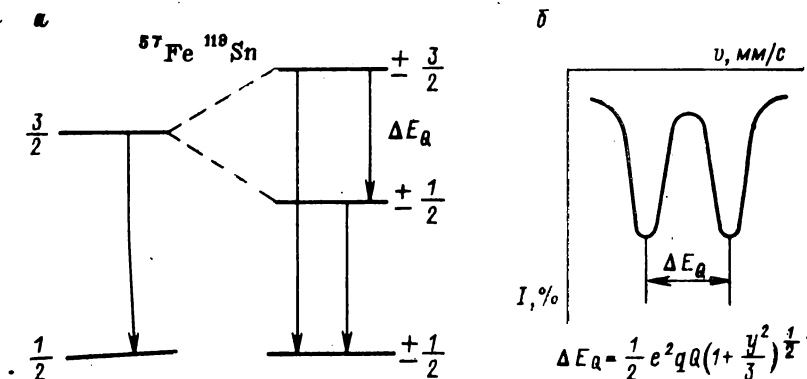 а
⁵⁷Fe ¹¹⁹Sn
± 3/2
3/2
ΔE_Q
± 1/2
1/2
± 1/2
б
υ, мм/с
ΔE_Q
I, %
ΔE_Q = 1/2 e²qQ(1 + y²/3)^1/2